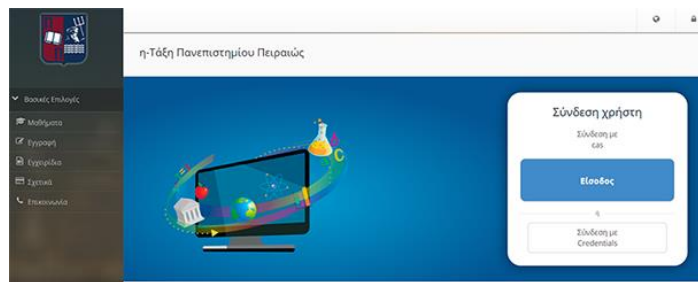 η-Τάξη Πανεπιστημίου Πειραιώς
Βασικές Επιλογές
Μαθήματα
Εγγραφή
Εγχειρίδια
Σχετικά
Επικοινωνία
Σύνδεση χρήστη
Σύνδεση με
cas
Είσοδος
ή
Σύνδεση με
Credentials